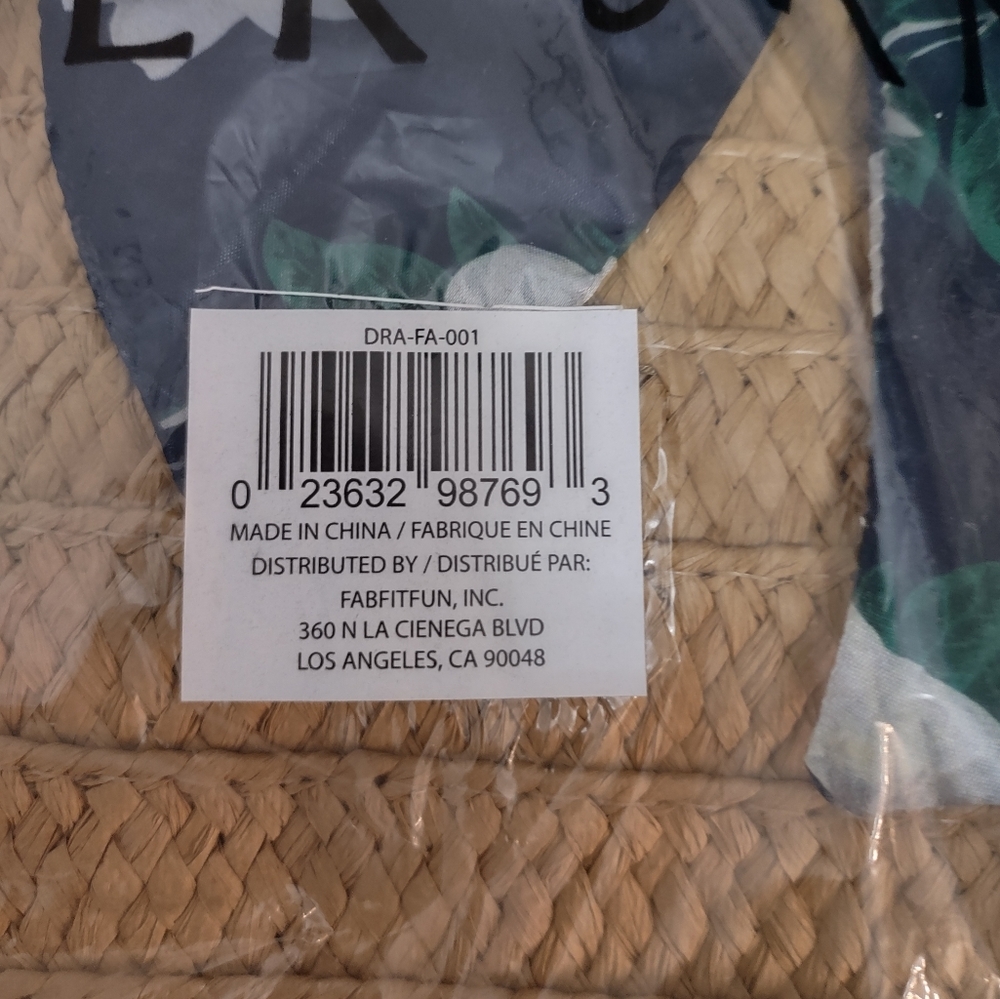 DRA-FA-001
0 23632 98769 3
MADE IN CHINA / FABRIQUE EN CHINE
DISTRIBUTED BY / DISTRIBUÉ PAR:
FABFITFUN, INC.
360 N LA CIENEGA BLVD
LOS ANGELES, CA 90048